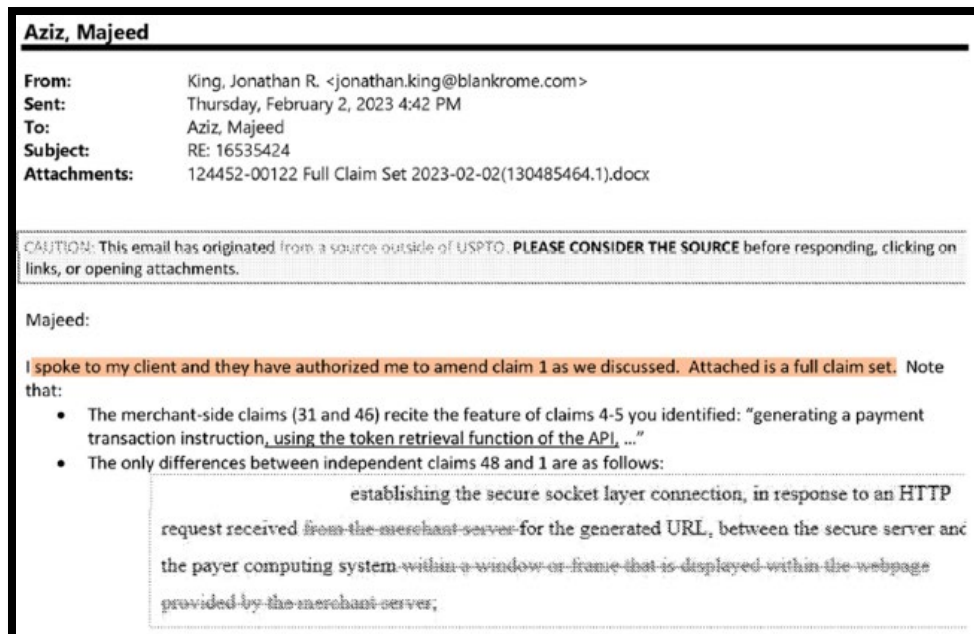 Aziz, Majeed
From: King, Jonathan R. <jonathan.king@blankrome.com>
Sent: Thursday, February 2, 2023 4:42 PM
To: Aziz, Majeed
Subject: RE: 16535424
Attachments: 124452-00122 Full Claim Set 2023-02-02(130485464.1).docx
CAUTION: This email has originated from a source outside of USPTO. PLEASE CONSIDER THE SOURCE before responding, clicking on
links, or opening attachments.
Majeed:
I spoke to my client and they have authorized me to amend claim 1 as we discussed. Attached is a full claim set. Note
that:
• The merchant-side claims (31 and 46) recite the feature of claims 4-5 you identified: “generating a payment
transaction instruction, using the token retrieval function of the API, ...”
• The only differences between independent claims 48 and 1 are as follows:
establishing the secure socket layer connection, in response to an HTTP
request received from the merchant server for the generated URL, between the secure server and
the payer computing system within a window or frame that is displayed within the webpage
provided by the merchant server;